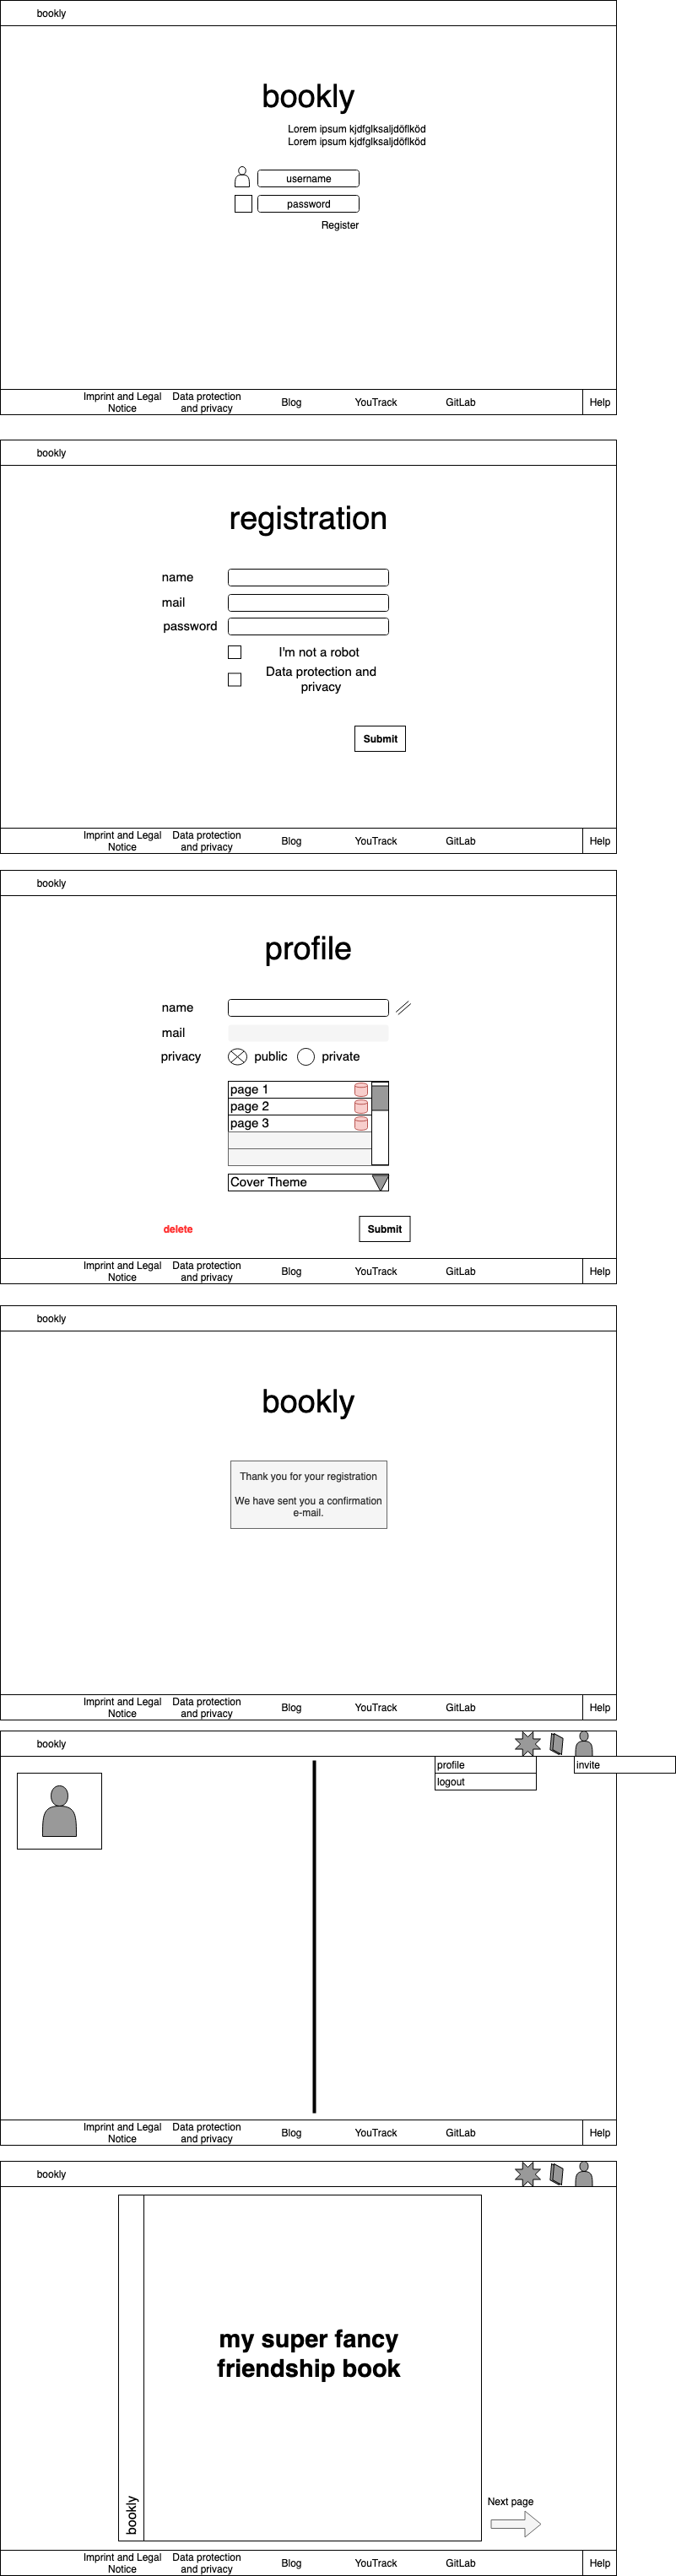 bookly
bookly
Lorem ipsum kjdfglksaljdöflköd
Lorem ipsum kjdfglksaljdöflköd
username
password
Register
Imprint and Legal
Notice
Data protection
and privacy
Blog
YouTrack
GitLab
Help
bookly
registration
name
mail
password
I'm not a robot
Data protection and
privacy
Submit
Imprint and Legal
Notice
Data protection
and privacy
Blog
YouTrack
GitLab
Help
bookly
profile
name
mail
privacy
public
private
page 1
page 2
page 3
Cover Theme
delete
Submit
Imprint and Legal
Notice
Data protection
and privacy
Blog
YouTrack
GitLab
Help
bookly
bookly
Thank you for your registration
We have sent you a confirmation
e-mail.
Imprint and Legal
Notice
Data protection
and privacy
Blog
YouTrack
GitLab
Help
bookly
profile
logout
invite
Imprint and Legal
Notice
Data protection
and privacy
Blog
YouTrack
GitLab
Help
bookly
my super fancy
friendship book
bookly
Next page
Imprint and Legal
Notice
Data protection
and privacy
Blog
YouTrack
GitLab
Help